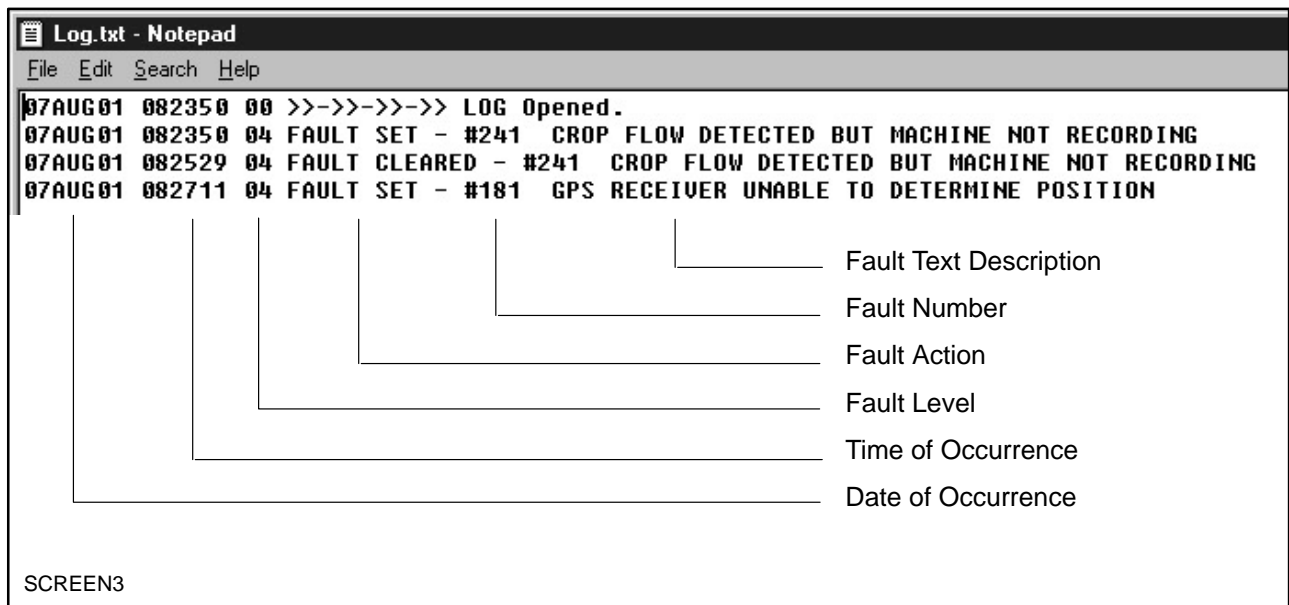 Log.txt - Notepad
File Edit Search Help
07AUG01 082350 00 >>->>->>->> LOG Opened.
07AUG01 082350 04 FAULT SET - #241 CROP FLOW DETECTED BUT MACHINE NOT RECORDING
07AUG01 082529 04 FAULT CLEARED - #241 CROP FLOW DETECTED BUT MACHINE NOT RECORDING
07AUG01 082711 04 FAULT SET - #181 GPS RECEIVER UNABLE TO DETERMINE POSITION
Fault Text Description
Fault Number
Fault Action
Fault Level
Time of Occurrence
Date of Occurrence
SCREEN3